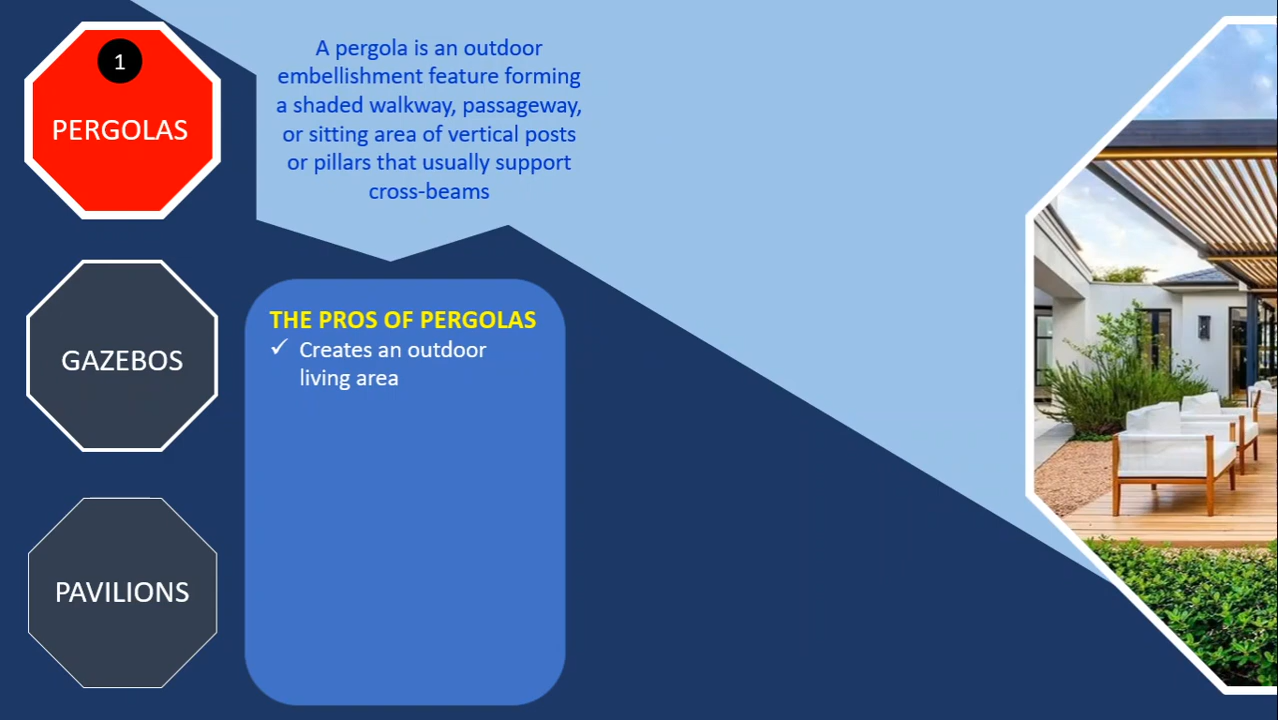 1
PERGOLAS
A pergola is an outdoor
embellishment feature forming
a shaded walkway, passageway,
or sitting area of vertical posts
or pillars that usually support
cross-beams
GAZEBOS
THE PROS OF PERGOLAS
✓ Creates an outdoor
living area
PAVILIONS